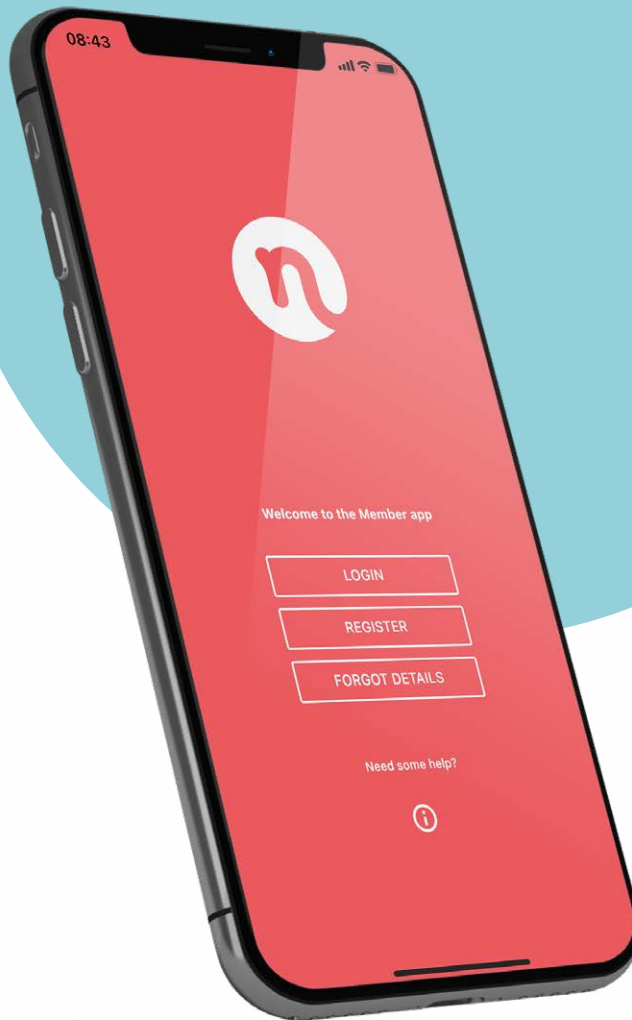 08:43
n
Welcome to the Member app
LOGIN
REGISTER
FORGOT DETAILS
Need some help?
i